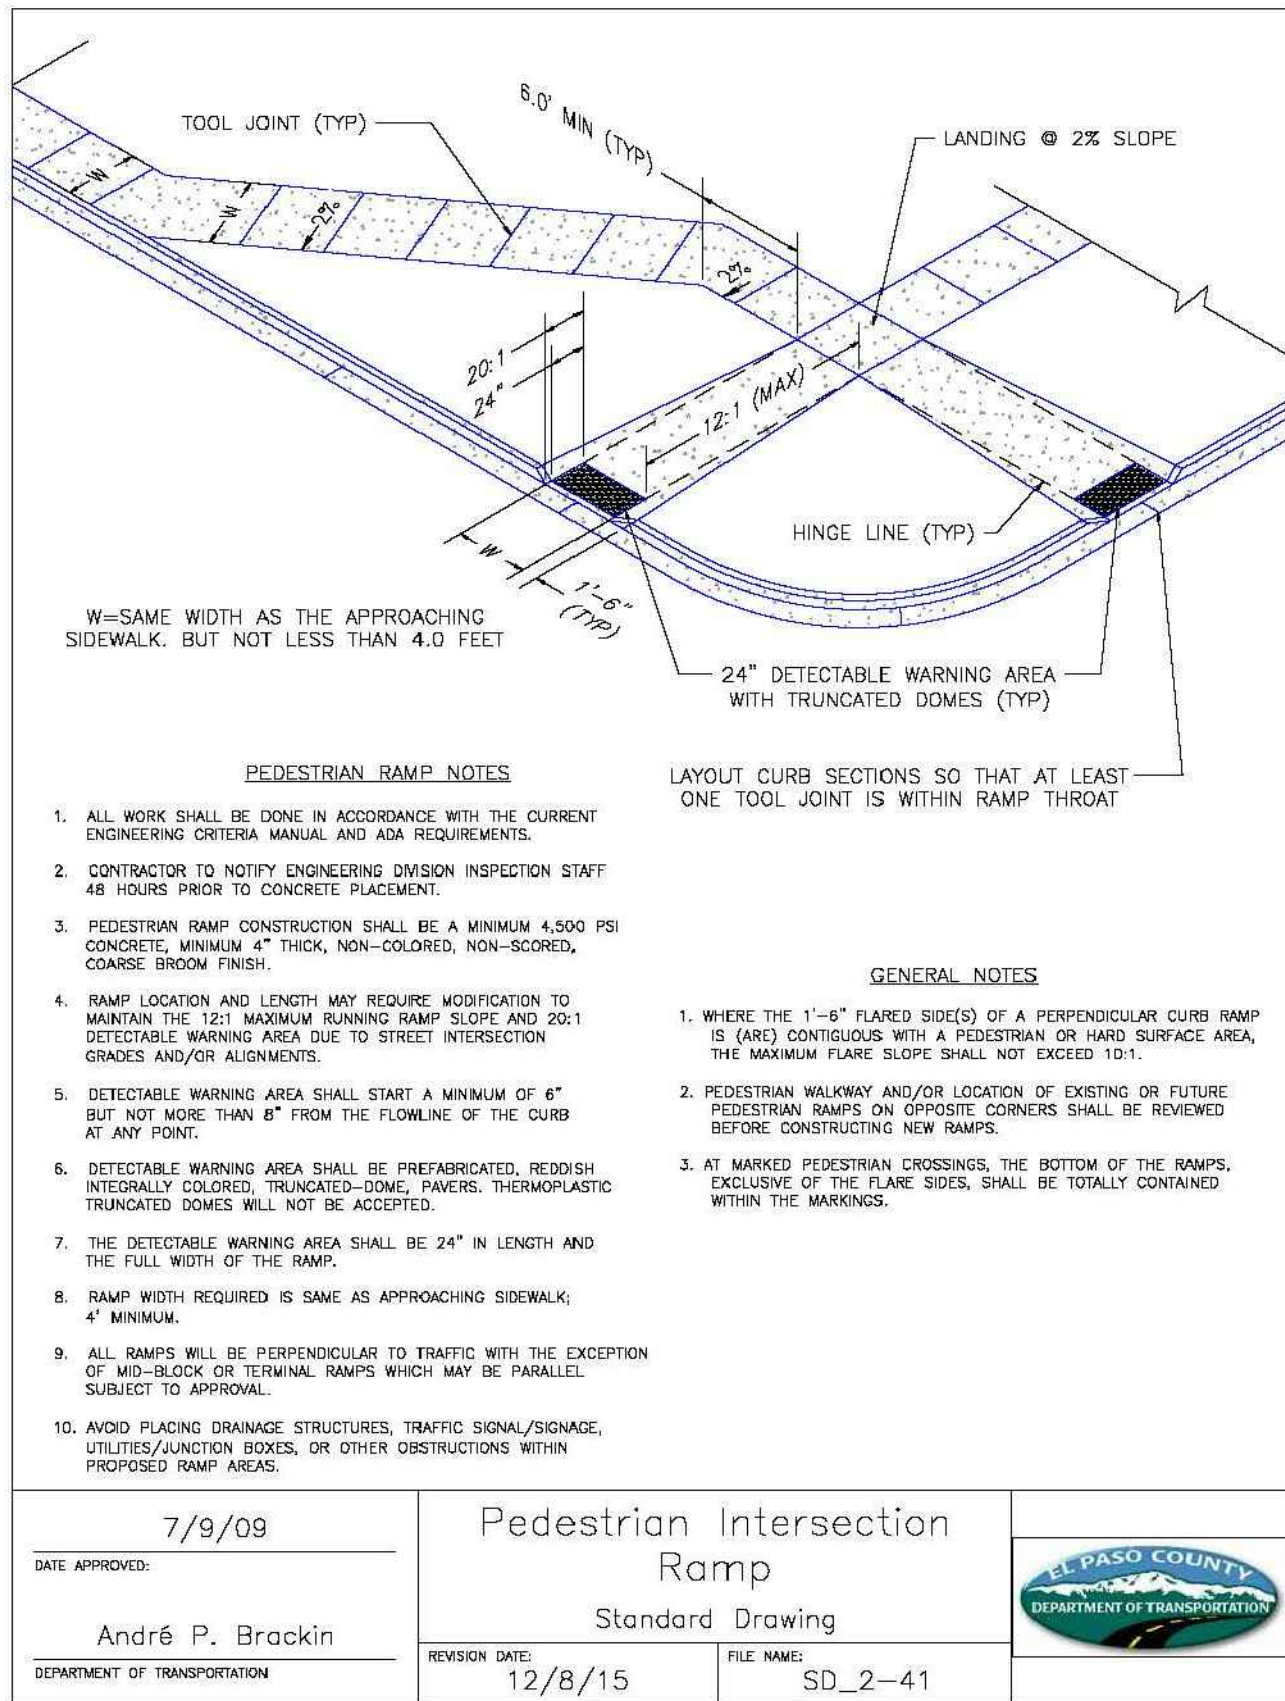 TOOL JOINT (TYP)
6.0' MIN (TYP)
LANDING @ 2% SLOPE
W
W
2%
2%
20:1
24"
12:1 (MAX)
HINGE LINE (TYP)
W
1'-6"
(TYP)
W=SAME WIDTH AS THE APPROACHING
SIDEWALK. BUT NOT LESS THAN 4.0 FEET
24" DETECTABLE WARNING AREA
WITH TRUNCATED DOMES (TYP)
LAYOUT CURB SECTIONS SO THAT AT LEAST
ONE TOOL JOINT IS WITHIN RAMP THROAT
PEDESTRIAN RAMP NOTES
1. ALL WORK SHALL BE DONE IN ACCORDANCE WITH THE CURRENT
ENGINEERING CRITERIA MANUAL AND ADA REQUIREMENTS.
2. CONTRACTOR TO NOTIFY ENGINEERING DIVISION INSPECTION STAFF
48 HOURS PRIOR TO CONCRETE PLACEMENT.
3. PEDESTRIAN RAMP CONSTRUCTION SHALL BE A MINIMUM 4,500 PSI
CONCRETE, MINIMUM 4" THICK, NON-COLORED, NON-SCORED,
COARSE BROOM FINISH.
4. RAMP LOCATION AND LENGTH MAY REQUIRE MODIFICATION TO
MAINTAIN THE 12:1 MAXIMUM RUNNING RAMP SLOPE AND 20:1
DETECTABLE WARNING AREA DUE TO STREET INTERSECTION
GRADES AND/OR ALIGNMENTS.
5. DETECTABLE WARNING AREA SHALL START A MINIMUM OF 6"
BUT NOT MORE THAN 8" FROM THE FLOWLINE OF THE CURB
AT ANY POINT.
6. DETECTABLE WARNING AREA SHALL BE PREFABRICATED, REDDISH
INTEGRALLY COLORED, TRUNCATED-DOME, PAVERS. THERMOPLASTIC
TRUNCATED DOMES WILL NOT BE ACCEPTED.
7. THE DETECTABLE WARNING AREA SHALL BE 24" IN LENGTH AND
THE FULL WIDTH OF THE RAMP.
8. RAMP WIDTH REQUIRED IS SAME AS APPROACHING SIDEWALK;
4' MINIMUM.
9. ALL RAMPS WILL BE PERPENDICULAR TO TRAFFIC WITH THE EXCEPTION
OF MID-BLOCK OR TERMINAL RAMPS WHICH MAY BE PARALLEL
SUBJECT TO APPROVAL.
10. AVOID PLACING DRAINAGE STRUCTURES, TRAFFIC SIGNAL/SIGNAGE,
UTILITIES/JUNCTION BOXES, OR OTHER OBSTRUCTIONS WITHIN
PROPOSED RAMP AREAS.
GENERAL NOTES
1. WHERE THE 1'-6" FLARED SIDE(S) OF A PERPENDICULAR CURB RAMP
IS (ARE) CONTIGUOUS WITH A PEDESTRIAN OR HARD SURFACE AREA,
THE MAXIMUM FLARE SLOPE SHALL NOT EXCEED 10:1.
2. PEDESTRIAN WALKWAY AND/OR LOCATION OF EXISTING OR FUTURE
PEDESTRIAN RAMPS ON OPPOSITE CORNERS SHALL BE REVIEWED
BEFORE CONSTRUCTING NEW RAMPS.
3. AT MARKED PEDESTRIAN CROSSINGS, THE BOTTOM OF THE RAMPS,
EXCLUSIVE OF THE FLARE SIDES, SHALL BE TOTALLY CONTAINED
WITHIN THE MARKINGS.
7/9/09
DATE APPROVED:
André P. Brackin
DEPARTMENT OF TRANSPORTATION
Pedestrian Intersection
Ramp
Standard Drawing
REVISION DATE:
12/8/15
FILE NAME:
SD_2-41
EL PASO COUNTY
DEPARTMENT OF TRANSPORTATION